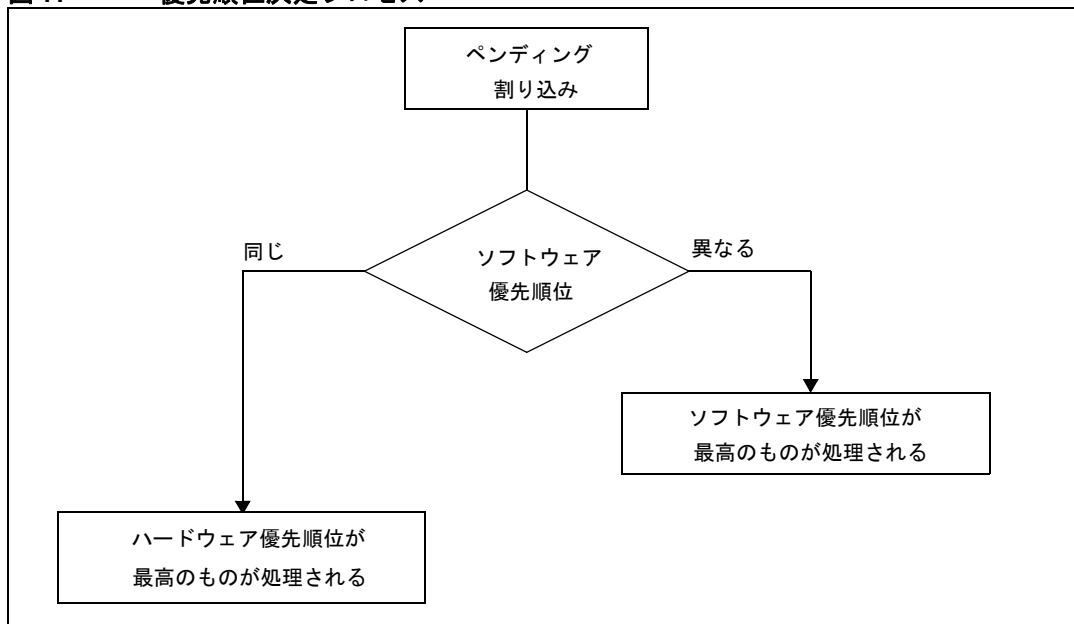 ペンディング
割り込み
同じ
ソフトウェア
優先順位
異なる
ソフトウェア優先順位が
最高のものが処理される
ハードウェア優先順位が
最高のものが処理される